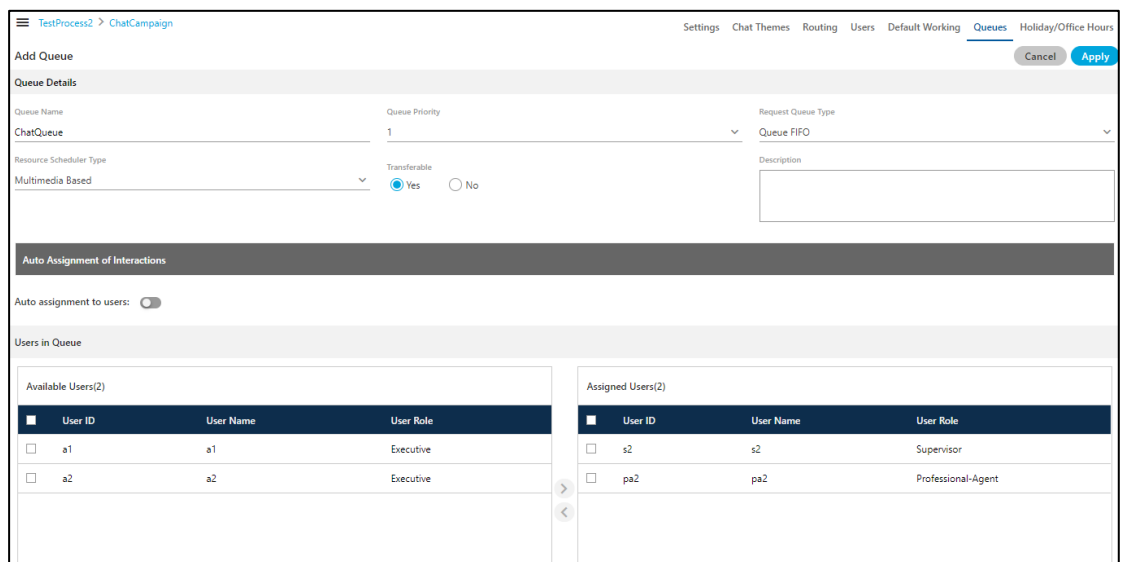 TestProcess2 > ChatCampaign
Settings Chat Themes Routing Users Default Working Queues Holiday/Office Hours
Add Queue
Cancel Apply
Queue Details
Queue Name Queue Priority Request Queue Type
ChatQueue 1 Queue FIFO
Resource Scheduler Type Transferable Description
Multimedia Based Yes No
Auto Assignment of Interactions
Auto assignment to users:
Users in Queue
Available Users(2) Assigned Users(2)
User ID User Name User Role User ID User Name User Role
a1 a1 Executive s2 s2 Supervisor
a2 a2 Executive pa2 pa2 Professional-Agent